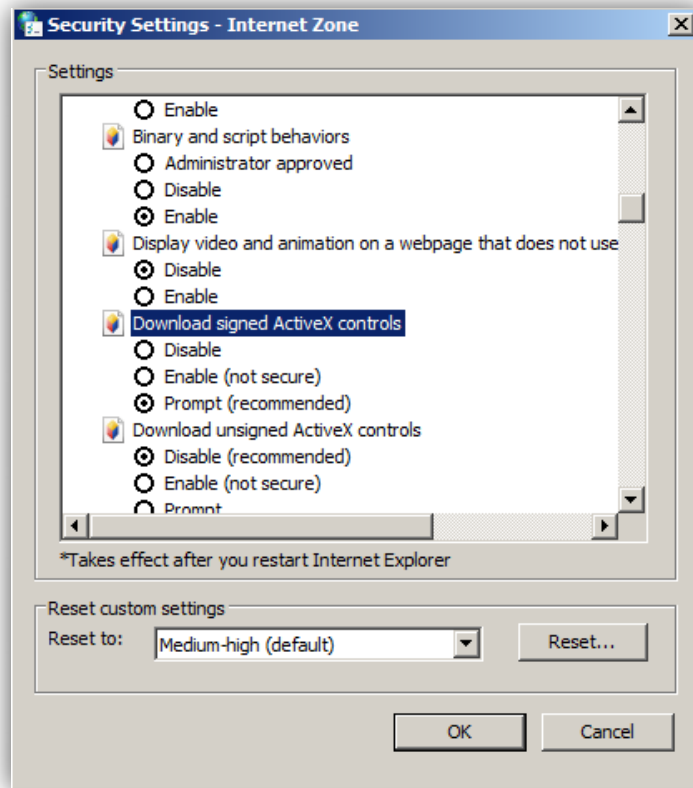 Security Settings - Internet Zone
Settings
Enable
Binary and script behaviors
Administrator approved
Disable
Enable
Display video and animation on a webpage that does not use
Disable
Enable
Download signed ActiveX controls
Disable
Enable (not secure)
Prompt (recommended)
Download unsigned ActiveX controls
Disable (recommended)
Enable (not secure)
Prompt
*Takes effect after you restart Internet Explorer
Reset custom settings
Reset to:
Medium-high (default)
Reset...
OK
Cancel